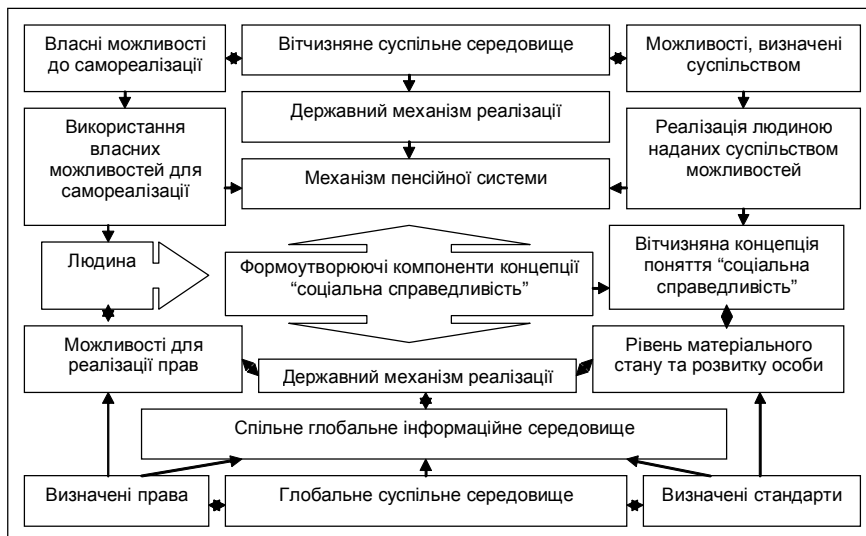 Власні можливості
до самореалізації
Вітчизняне суспільне середовище
Можливості, визначені
суспільством
Державний механізм реалізації
Використання
власних
можливостей для
самореалізації
Механізм пенсійної системи
Реалізація людиною
наданих суспільством
можливостей
Людина
Формоутворюючі компоненти концепції
“соціальна справедливість”
Вітчизняна концепція
поняття “соціальна
справедливість”
Можливості для
реалізації прав
Державний механізм реалізації
Рівень матеріального
стану та розвитку особи
Спільне глобальне інформаційне середовище
Визначені права
Глобальне суспільне середовище
Визначені стандарти